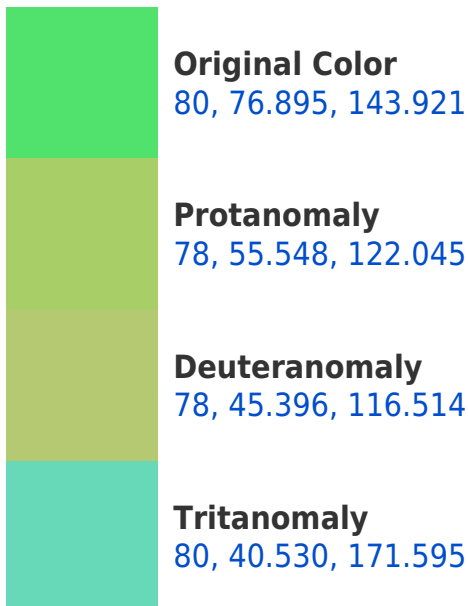 Original Color
80, 76.895, 143.921
Protanomaly
78, 55.548, 122.045
Deuteranomaly
78, 45.396, 116.514
Tritanomaly
80, 40.530, 171.595